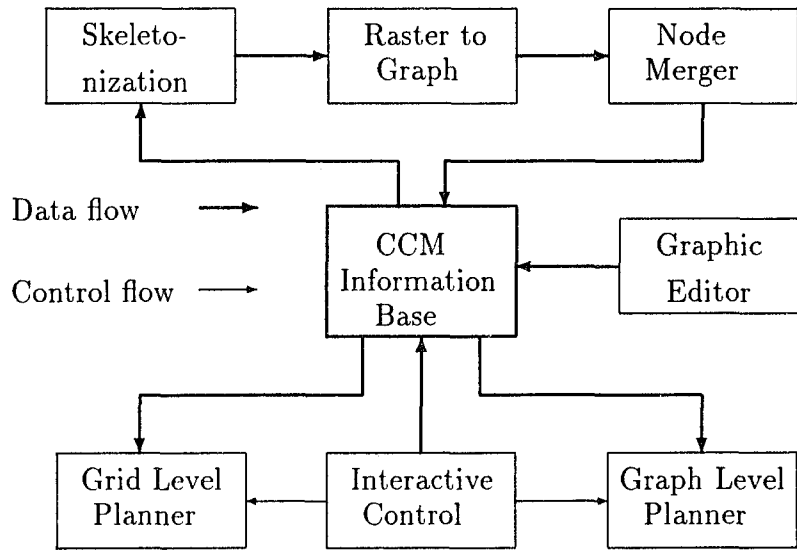 Skeleto-
nization
Raster to
Graph
Node
Merger
Data flow
Control flow
CCM
Information
Base
Graphic
Editor
Grid Level
Planner
Interactive
Control
Graph Level
Planner